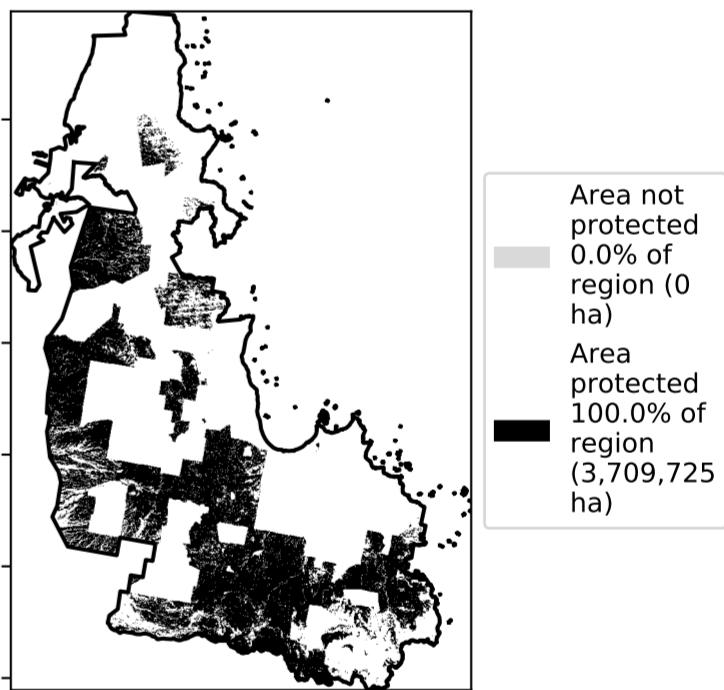 Area not
protected
0.0% of
region (0
ha)
Area
protected
100.0% of
region
(3,709,725
ha)